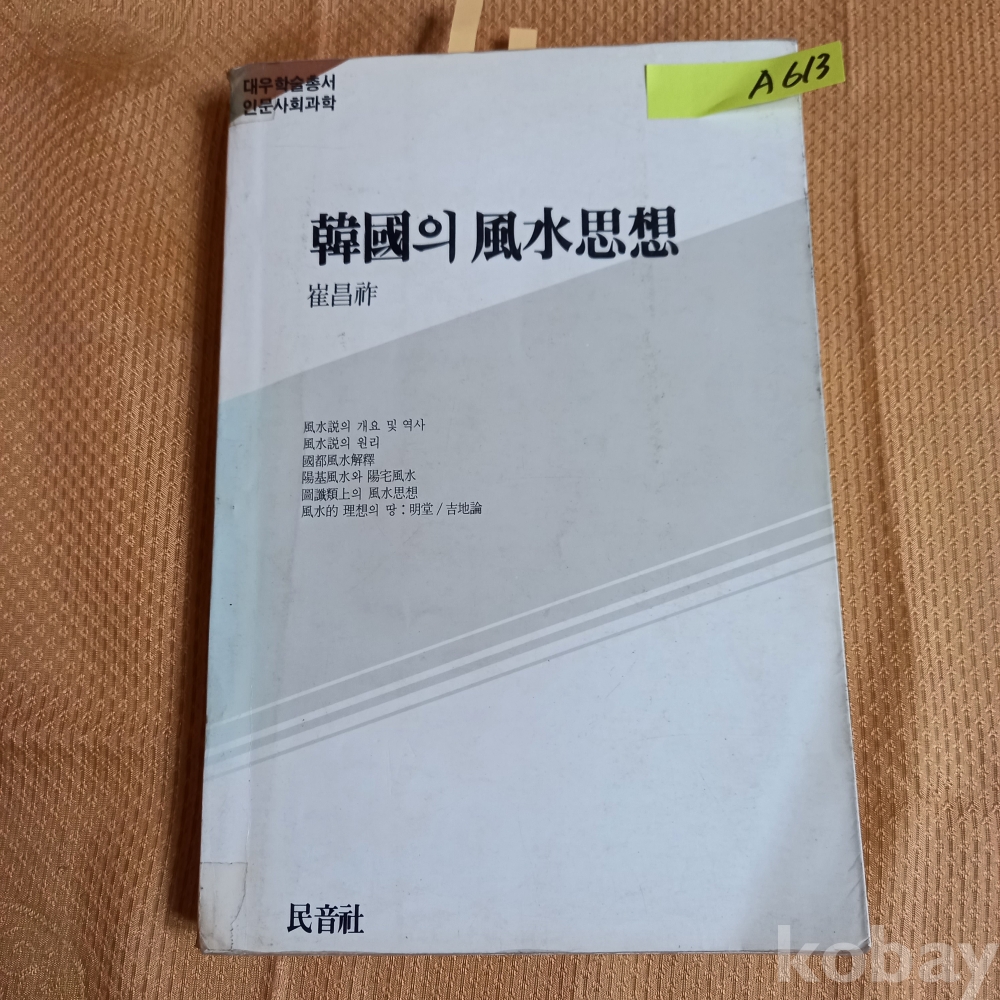 대우학술총서
인문사회과학
A613
韓國의 風水思想
崔昌祚
風水説의 개요 및 역사
風水説의 원리
國都風水解釋
陽基風水와 陽宅風水
圖讖類上의 風水思想
風水的 理想의 땅 : 明堂 / 吉地論
民音社
kobay